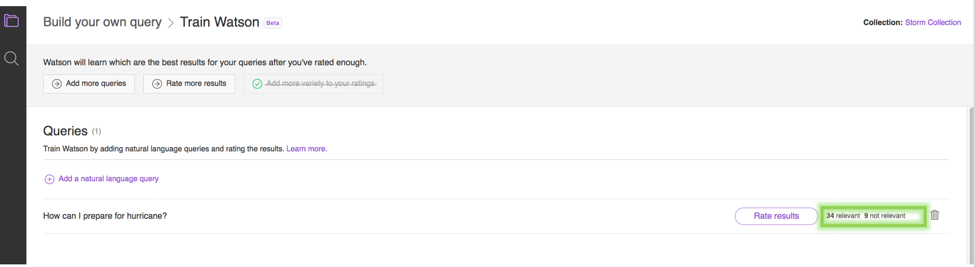 Build your own query > Train Watson Beta
Collection: Storm Collection
Watson will learn which are the best results for your queries after you've rated enough.
Add more queries Rate more results Add more variety to your ratings.
Queries (1)
Train Watson by adding natural language queries and rating the results. Learn more.
Add a natural language query
How can I prepare for hurricane? Rate results 34 relevant 9 not relevant